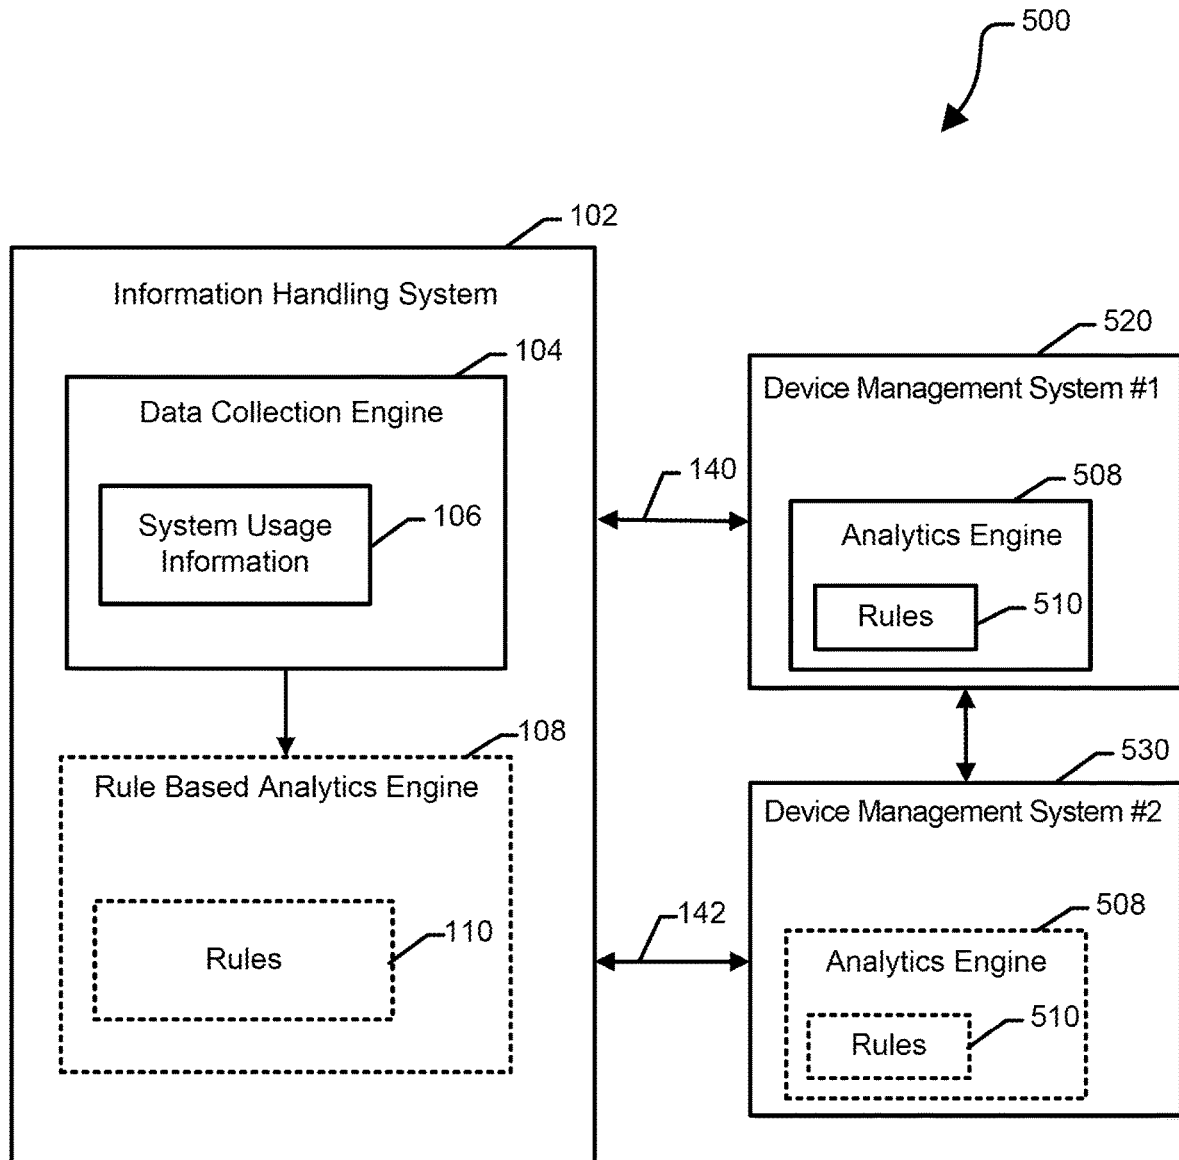 500
102
Information Handling System
104
Data Collection Engine
System Usage
Information
106
108
Rule Based Analytics Engine
Rules
110
140
142
520
Device Management System #1
508
Analytics Engine
Rules
510
530
Device Management System #2
508
Analytics Engine
Rules
510